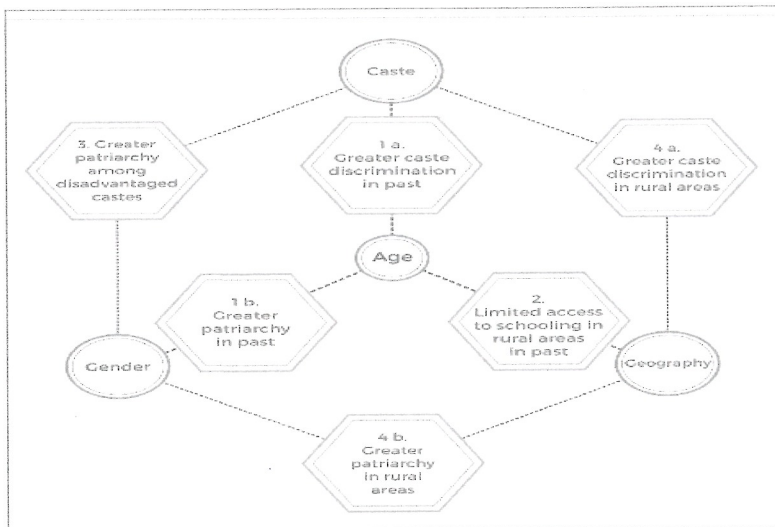 Caste
3. Greater
patriarchy
among
disadvantaged
castes
1 a.
Greater caste
discrimination
in past
4 a.
Greater caste
discrimination
in rural areas
Age
1 b.
Greater
patriarchy
in past
2.
Limited access
to schooling in
rural areas
in past
Gender
Geography
4 b.
Greater
patriarchy
in rural
areas